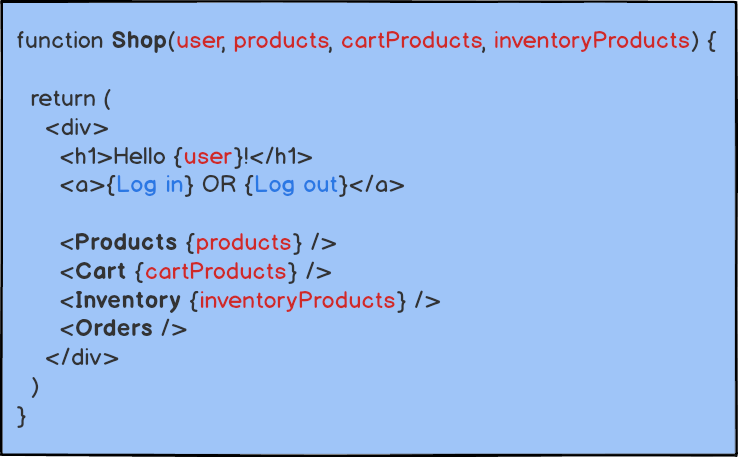 function Shop(user, products, cartProducts, inventoryProducts) {
return (
<div>
<h1>Hello {user}!</h1>
<a>{Log in} OR {Log out}</a>
<Products {products} />
<Cart {cartProducts} />
<Inventory {inventoryProducts} />
<Orders />
</div>
)
}